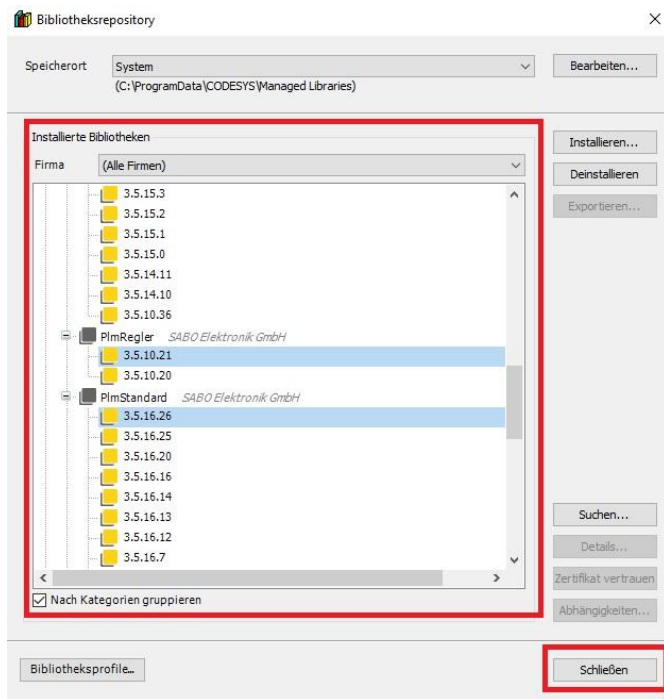 Bibliotheksrepository
Speicherort System Bearbeiten...
(C:\ProgramData\CODESYS\Managed Libraries)
Installierte Bibliotheken
Installieren...
Firma (Alle Firmen)
Deinstallieren
3.5.15.3
Exportieren...
3.5.15.2
3.5.15.1
3.5.15.0
3.5.14.11
3.5.14.10
3.5.10.36
PlmRegler SABO Elektronik GmbH
3.5.10.21
3.5.10.20
PlmStandard SABO Elektronik GmbH
3.5.16.26
3.5.16.25
3.5.16.20
3.5.16.16
3.5.16.14
3.5.16.13
Suchen...
3.5.16.12
Details...
3.5.16.7
Zertifikat vertrauen
Nach Kategorien gruppieren
Abhängigkeiten...
Bibliotheksprofile...
Schließen